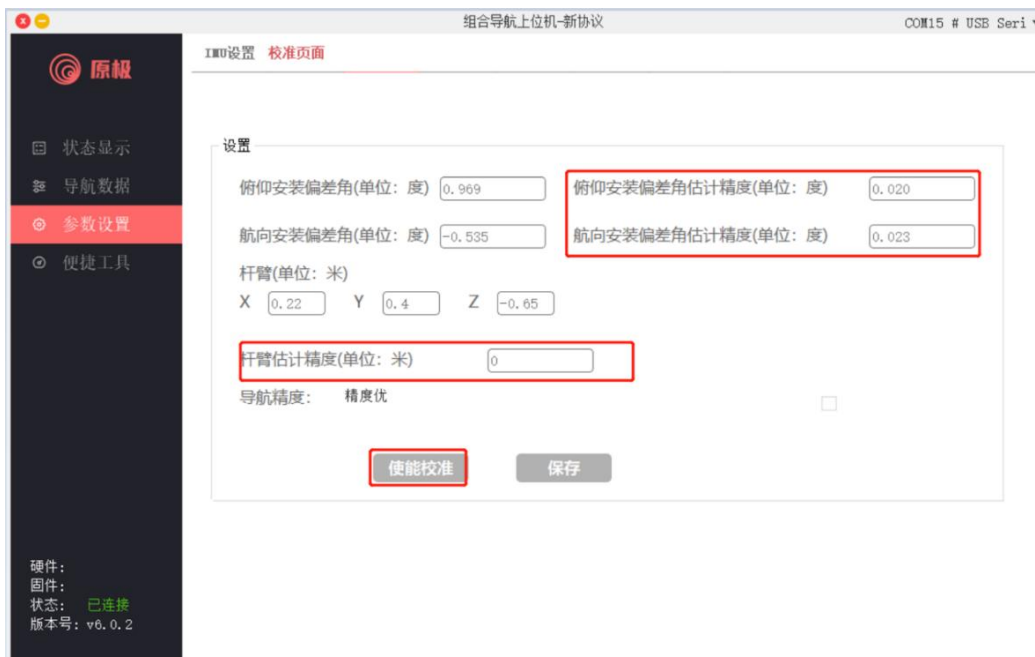 组合导航上位机-新协议
COM15 # USB Seri
原极
IMU设置 校准页面
状态显示
导航数据
参数设置
便捷工具
设置
俯仰安装偏差角(单位：度) 0.969 俯仰安装偏差角估计精度(单位：度) 0.020
航向安装偏差角(单位：度) -0.535 航向安装偏差角估计精度(单位：度) 0.023
杆臂(单位：米)
X 0.22 Y 0.4 Z -0.65
杆臂估计精度(单位：米) 0
导航精度： 精度优
使能校准 保存
硬件:
固件:
状态: 已连接
版本号: v6.0.2